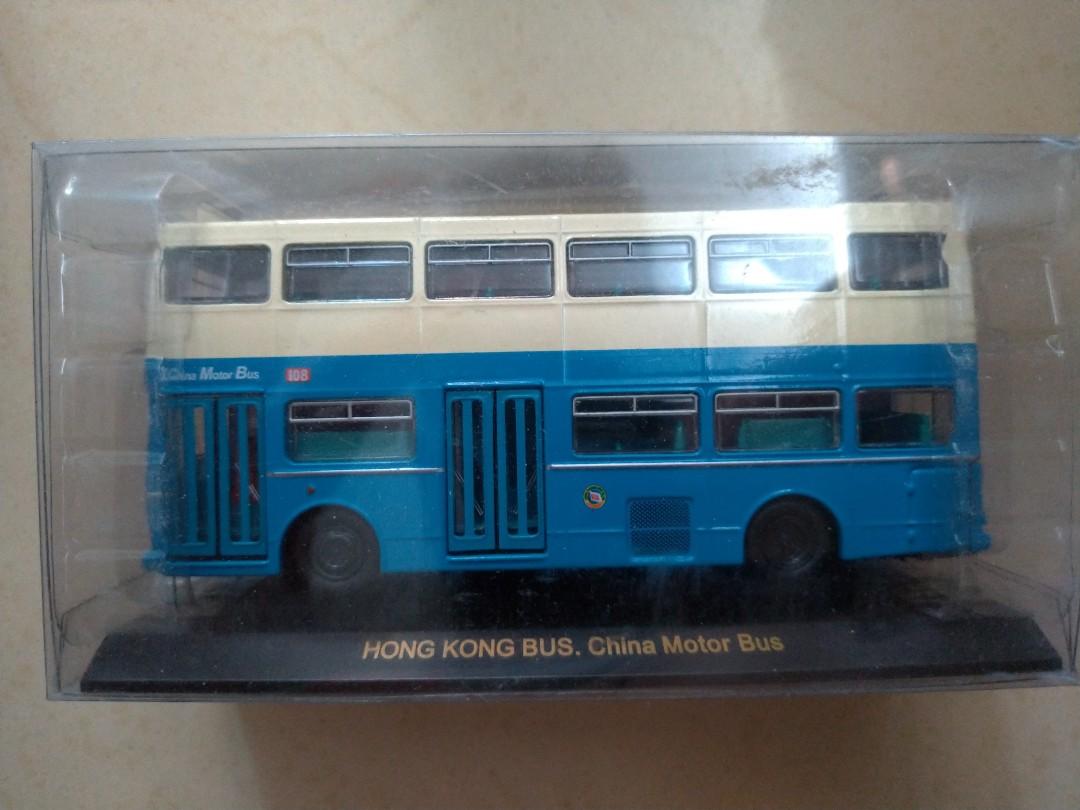 China Motor Bus 108
HONG KONG BUS. China Motor Bus